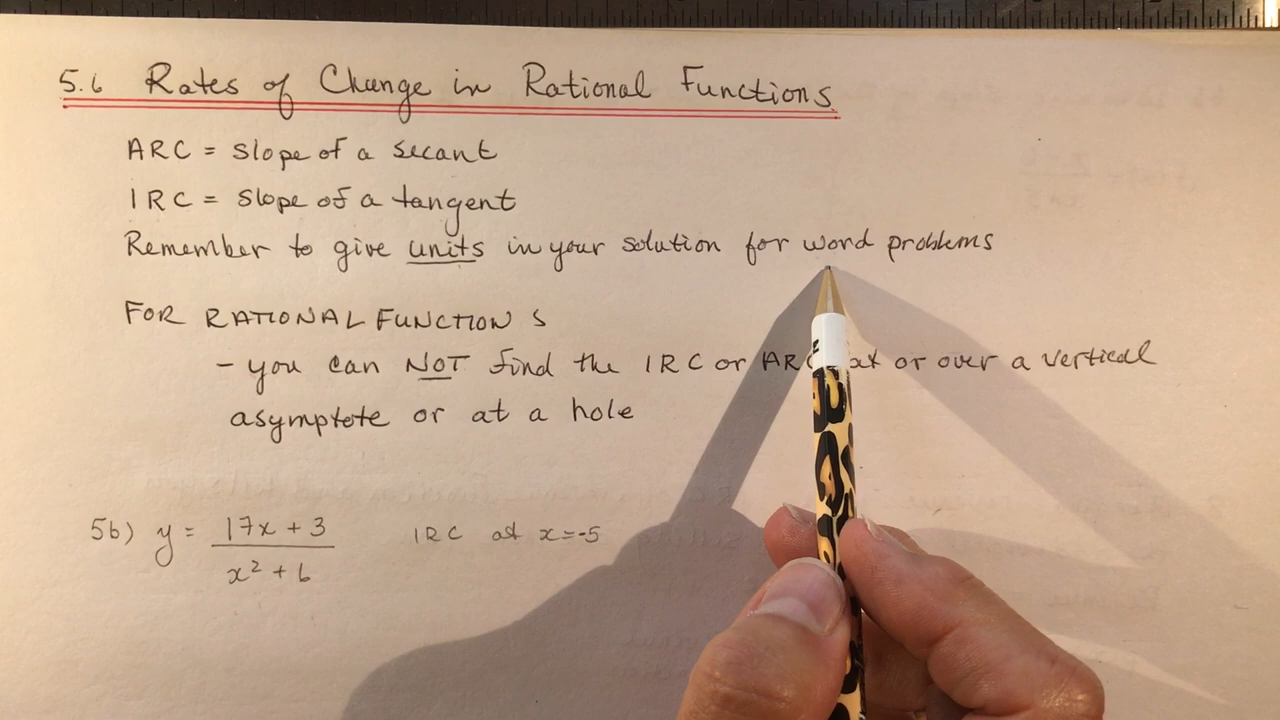 5.6 Rates of Change in Rational Functions
ARC = slope of a secant
IRC = slope of a tangent
Remember to give units in your solution for word problems
FOR RATIONAL FUNCTIONS
- you can NOT find the IRC or ARC at or over a vertical
asymptote or at a hole
5b) y = 17x + 3 / x² + 6 IRC at x=-5